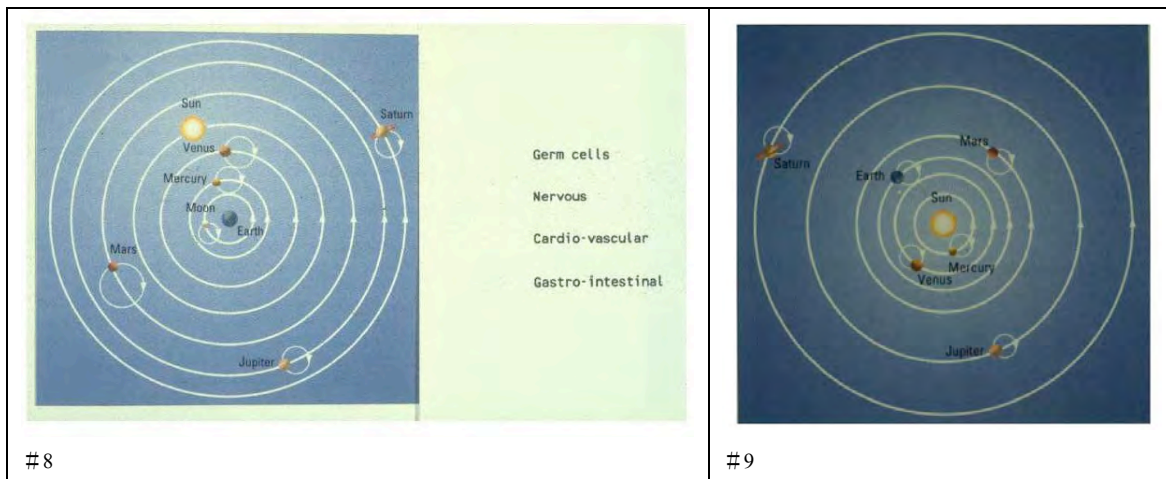 Sun
Saturn
Venus
Mercury
Moon
Earth
Mars
Jupiter
Germ cells
Nervous
Cardio-vascular
Gastro-intestinal
#8
Mars
Saturn
Earth
Sun
Mercury
Venus
Jupiter
#9